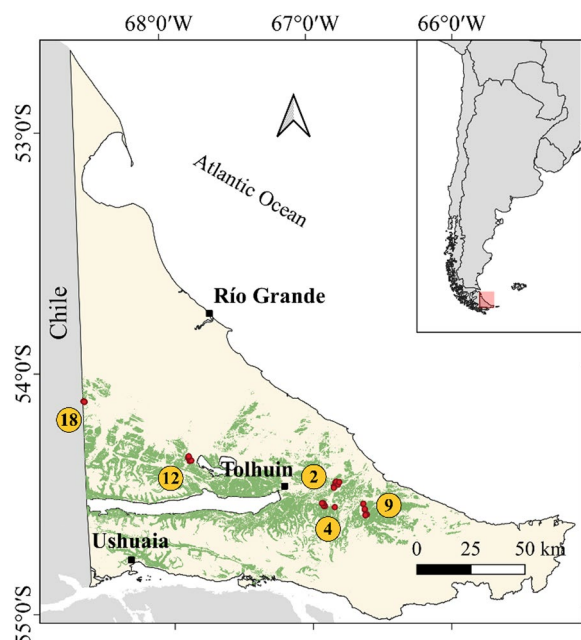 68°0′W 67°0′W 66°0′W
53°0′S
Atlantic Ocean
Río Grande
Chile
54°0′S
18
12
Tolhuin
2
9
4
Ushuaia
0 25 50 km
55°0′S